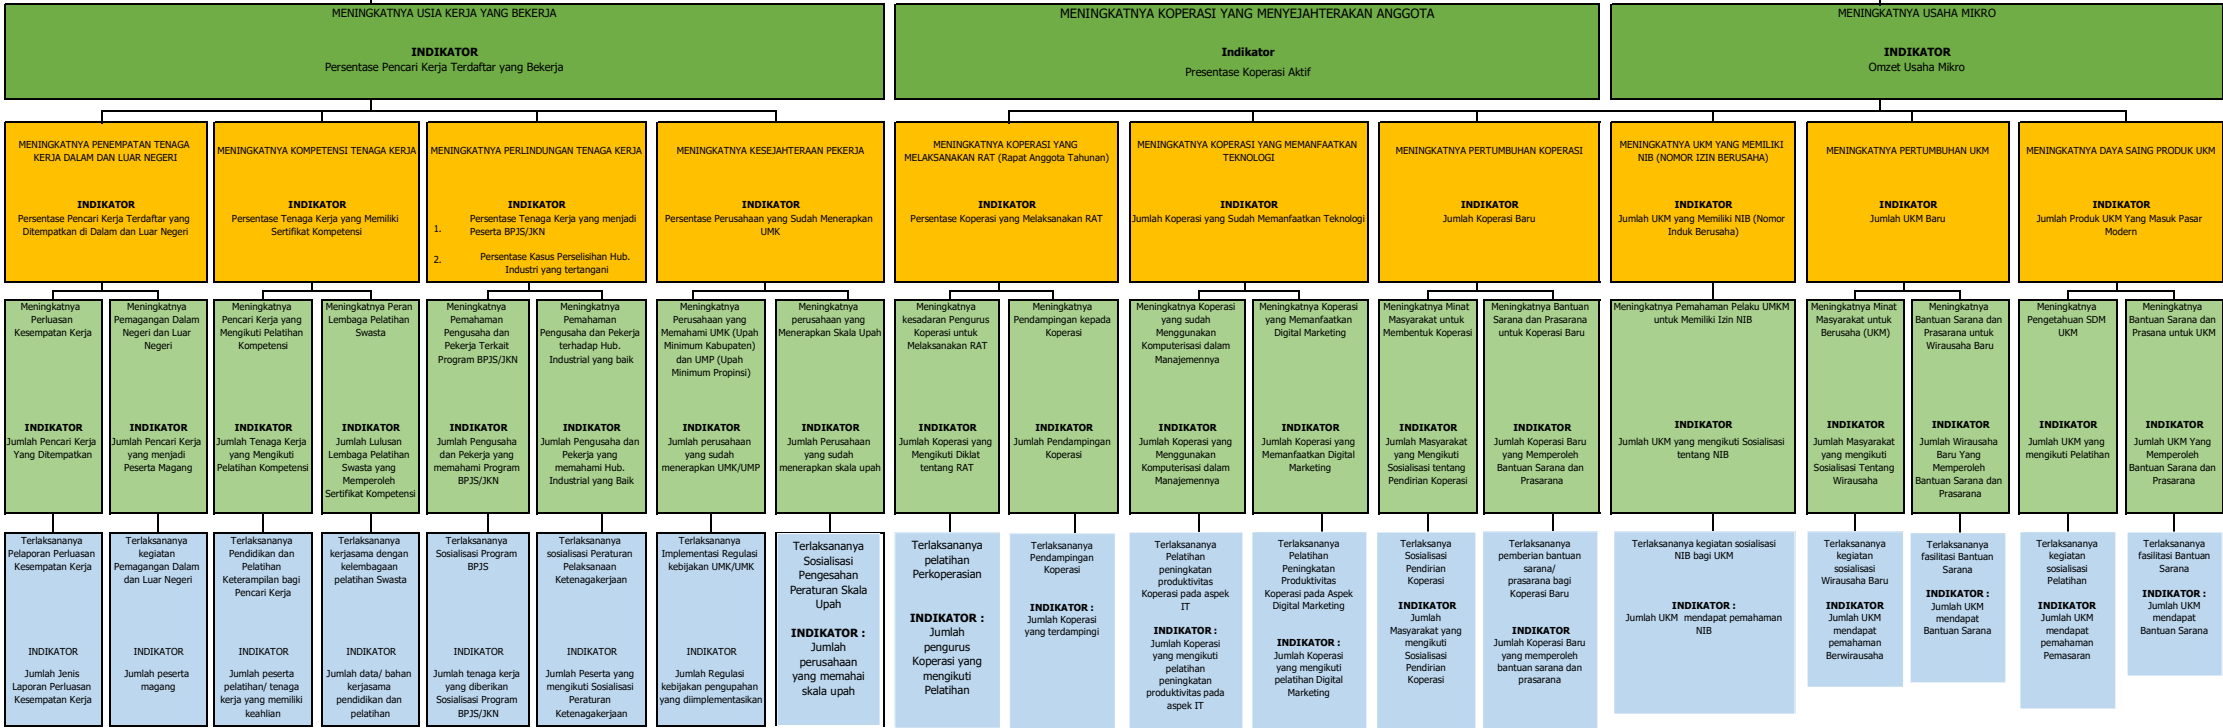 MENINGKATNYA USIA KERJA YANG BEKERJA
INDIKATOR
Persentase Pencari Kerja Terdaftar yang Bekerja
MENINGKATNYA KOPERASI YANG MENYEJAHTERAKAN ANGGOTA
Indikator
Presentase Koperasi Aktif
MENINGKATNYA USAHA MIKRO
INDIKATOR
Omzet Usaha Mikro
MENINGKATNYA PENEMPATAN TENAGA
KERJA DALAM DAN LUAR NEGERI
INDIKATOR
Persentase Pencari Kerja Terdaftar yang
Ditempatkan di Dalam dan Luar Negeri
MENINGKATNYA KOMPETENSI TENAGA KERJA
INDIKATOR
Persentase Tenaga Kerja yang Memiliki
Sertifikat Kompetensi
MENINGKATNYA PERLINDUNGAN TENAGA KERJA
INDIKATOR
1. Persentase Tenaga Kerja yang menjadi
Peserta BPJS/JKN
2. Persentase Kasus Perselisihan Hub.
Industri yang tertangani
MENINGKATNYA KESEJAHTERAAN PEKERJA
INDIKATOR
Persentase Perusahaan yang Sudah Menerapkan
UMK
MENINGKATNYA KOPERASI YANG
MELAKSANAKAN RAT (Rapat Anggota Tahunan)
INDIKATOR
Persentase Koperasi yang Melaksanakan RAT
MENINGKATNYA KOPERASI YANG MEMANFAATKAN
TEKNOLOGI
INDIKATOR
Jumlah Koperasi yang Sudah Memanfaatkan Teknologi
MENINGKATNYA PERTUMBUHAN KOPERASI
INDIKATOR
Jumlah Koperasi Baru
MENINGKATNYA UKM YANG MEMILIKI
NIB (NOMOR IZIN BERUSAHA)
INDIKATOR
Jumlah UKM yang Memiliki NIB (Nomor
Induk Berusaha)
MENINGKATNYA PERTUMBUHAN UKM
INDIKATOR
Jumlah UKM Baru
MENINGKATNYA DAYA SAING PRODUK UKM
INDIKATOR
Jumlah Produk UKM Yang Masuk Pasar
Modern
Meningkatnya
Perluasan
Kesempatan Kerja
INDIKATOR
Jumlah Pencari Kerja
Yang Ditempatkan
Meningkatnya
Pemagangan Dalam
Negeri dan Luar
Negeri
INDIKATOR
Jumlah Pencari Kerja
yang menjadi
Peserta Magang
Meningkatnya
Pencari Kerja yang
Mengikuti Pelatihan
Kompetensi
INDIKATOR
Jumlah Tenaga Kerja
yang Mengikuti
Pelatihan Kompetensi
Meningkatnya Peran
Lembaga Pelatihan
Swasta
INDIKATOR
Jumlah Lulusan
Lembaga Pelatihan
Swasta yang
Memperoleh
Sertifikat Kompetensi
Meningkatnya
Pemahaman
Pengusaha dan
Pekerja Terkait
Program BPJS/JKN
INDIKATOR
Jumlah Pengusaha
dan Pekerja yang
memahami Program
BPJS/JKN
Meningkatnya
Pemahaman
Pengusaha dan Pekerja
terhadap Hub.
Industrial yang baik
INDIKATOR
Jumlah Pengusaha dan
Pekerja yang
memahami Hub.
Industrial yang Baik
Meningkatnya
Perusahaan yang
Memahami UMK (Upah
Minimum Kabupaten)
dan UMP (Upah
Minimum Propinsi)
INDIKATOR
Jumlah perusahaan
yang sudah
menerapkan UMK/UMP
Meningkatnya
perusahaan yang
Menerapkan Skala Upah
INDIKATOR
Jumlah Perusahaan
yang sudah
menerapkan skala upah
Meningkatnya
kesadaran Pengurus
Koperasi untuk
Melaksanakan RAT
INDIKATOR
Jumlah Koperasi yang
Mengikuti Diklat
tentang RAT
Meningkatnya
Pendampingan kepada
Koperasi
INDIKATOR
Jumlah Pendampingan
Koperasi
Meningkatnya Koperasi
yang sudah
Menggunakan
Komputerisasi dalam
Manajemennya
INDIKATOR
Jumlah Koperasi yang
Menggunakan
Komputerisasi dalam
Manajemennya
Meningkatnya Koperasi
yang Memanfaatkan
Digital Marketing
INDIKATOR
Jumlah Koperasi yang
Memanfaatkan Digital
Marketing
Meningkatnya Minat
Masyarakat untuk
Membentuk Koperasi
INDIKATOR
Jumlah Masyarakat
yang Mengikuti
Sosialisasi tentang
Pendirian Koperasi
Meningkatnya Bantuan
Sarana dan Prasarana
untuk Koperasi Baru
INDIKATOR
Jumlah Koperasi Baru
yang Memperoleh
Bantuan Sarana dan
Prasarana
Meningkatnya Pemahaman Pelaku UMKM
untuk Memiliki Izin NIB
INDIKATOR
Jumlah UKM yang mengikuti Sosialisasi
tentang NIB
Meningkatnya Minat
Masyarakat untuk
Berusaha (UKM)
INDIKATOR
Jumlah Masyarakat
yang mengikuti
Sosialisasi Tentang
Wirausaha
Meningkatnya
Bantuan Sarana dan
Prasarana untuk
Wirausaha Baru
INDIKATOR
Jumlah Wirausaha
Baru Yang
Memperoleh
Bantuan Sarana dan
Prasarana
Meningkatnya
Pengetahuan SDM
UKM
INDIKATOR
Jumlah UKM yang
mengikuti Pelatihan
Meningkatnya
Bantuan Sarana dan
Prasana untuk UKM
INDIKATOR
Jumlah UKM Yang
Memperoleh
Bantuan Sarana dan
Prasarana
Terlaksananya
Pelaporan Perluasan
Kesempatan Kerja
INDIKATOR
Jumlah Jenis
Laporan Perluasan
Kesempatan Kerja
Terlaksananya
kegiatan
Pemagangan Dalam
dan Luar Negeri
INDIKATOR
Jumlah peserta
magang
Terlaksananya
Pendidikan dan
Pelatihan
Keterampilan bagi
Pencari Kerja
INDIKATOR
Jumlah peserta
pelatihan/ tenaga
kerja yang memiliki
keahlian
Terlaksananya
kerjasama dengan
kelembagaan
pelatihan Swasta
INDIKATOR
Jumlah data/ bahan
kerjasama
pendidikan dan
pelatihan
Terlaksananya
Sosialisasi Program
BPJS
INDIKATOR
Jumlah tenaga kerja
yang diberikan
Sosialisasi Program
BPJS/JKN
Terlaksananya
sosialisasi Peraturan
Pelaksanaan
Ketenagakerjaan
INDIKATOR
Jumlah Peserta yang
mengikuti Sosialisasi
Peraturan
Ketenagakerjaan
Terlaksananya
Implementasi Regulasi
kebijakan UMK/UMK
INDIKATOR
Jumlah Regulasi
kebijakan pengupahan
yang diimplementasikan
Terlaksananya
Sosialisasi
Pengesahan
Peraturan Skala
Upah
INDIKATOR :
Jumlah
perusahaan
yang memahai
skala upah
Terlaksananya
pelatihan
Perkoperasian
INDIKATOR :
Jumlah
pengurus
Koperasi yang
mengikuti
Pelatihan
Terlaksananya
Pendampingan
Koperasi
INDIKATOR :
Jumlah Koperasi
yang terdampingi
Terlaksananya
Pelatihan
peningkatan
produktivitas
Koperasi pada aspek
IT
INDIKATOR :
Jumlah Koperasi
yang mengikuti
pelatihan
peningkatan
produktivitas pada
aspek IT
Terlaksananya
Pelatihan
Peningkatan
Produktivitas
Koperasi pada Aspek
Digital Marketing
INDIKATOR :
Jumlah Koperasi
yang mengikuti
pelatihan Digital
Marketing
Terlaksananya
Sosialisasi
Pendirian
Koperasi
INDIKATOR
Jumlah
Masyarakat yang
mengikuti
Sosialisasi
Pendirian
Koperasi
Terlaksananya
pemberian bantuan
sarana/
prasarana bagi
Koperasi Baru
INDIKATOR
Jumlah Koperasi Baru
yang memperoleh
bantuan sarana dan
prasarana
Terlaksananya kegiatan sosialisasi
NIB bagi UKM
INDIKATOR :
Jumlah UKM mendapat pemahaman
NIB
Terlaksananya
kegiatan
sosialisasi
Wirausaha Baru
INDIKATOR
Jumlah UKM
mendapat
pemahaman
Berwirausaha
Terlaksananya
fasilitasi Bantuan
Sarana
INDIKATOR :
Jumlah UKM
mendapat
Bantuan Sarana
Terlaksananya
kegiatan
sosialisasi
Pelatihan
INDIKATOR
Jumlah UKM
mendapat
pemahaman
Pemasaran
Terlaksananya
fasilitasi Bantuan
Sarana
INDIKATOR :
Jumlah UKM
mendapat
Bantuan Sarana